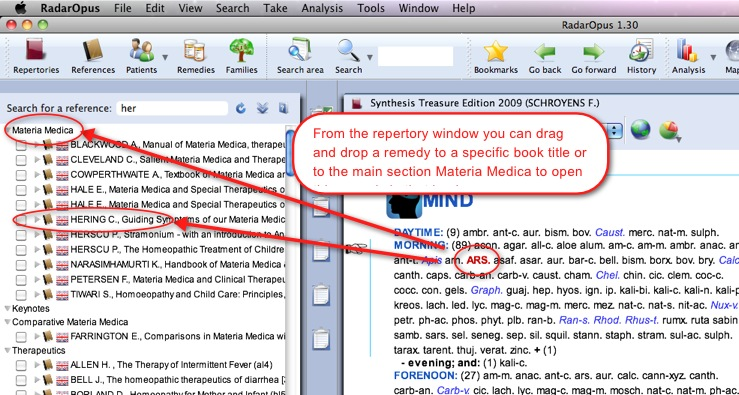 RadarOpus File Edit View Search Analysis Tools Window Help
RadarOpus 1.30
Repertories References Patients Remedies Families Search area Search Bookmarks Go back Go forward History Analysis Map
Search for a reference: her
Synthesis Treasure Edition 2009 (SCHROYENS F.)
From the repertory window you can drag
and drop a remedy to a specific book title or
to the main section Materia Medica to open
Materia Medica
BLACKWOOD A., Manual of Materia Medica, therapeu
CLEVELAND C., Salient Materia Medica and Therape
COWPERTHWAITE A., Textbook of Materia Medica an
HALE E., Materia Medica and Special Therapeutics o
HALE E., Materia Medica and Special Therapeutics o
HERING C., Guiding Symptoms of our Materia Medic
HERSCU P., Stramonium - with an introduction to An
HERSCU P., The Homeopathic Treatment of Childre
NARASIMHAMURTI K., Handbook of Materia Medica
PETERSEN F., Materia Medica and Clinical Therapeu
TIWARI S., Homoeopathy and Child Care: Principles,
Keynotes
Comparative Materia Medica
FARRINGTON E., Comparisons in Materia Medica wi
Therapeutics
ALLEN H. , The Therapy of Intermittent Fever (al4)
BELL J., The homeopathic therapeutics of diarrhea [
BORLAND D., Homoeopathy for Mother and Infant (bl5
MIND
DAYTIME: (9) ambr. ant-c. aur. bism. bov. Caust. merc. nat-m. sulph.
MORNING: (89) acon. agar. all-c. aloe alum. am-c. am-m. ambr. anac. an
ant-t. Apis arn. ARS. asaf. asar. aur. bar-c. bell. bism. borx. bov. bry. Calc
canth. caps. carb-an. carb-v. caust. cham. Chel. chin. cic. clem. coc-c.
cocc. con. gels. Graph. guaj. hep. hyos. ign. ip. kali-bi. kali-c. kali-n. kali-p
kreos. lach. led. lyc. mag-c. mag-m. merc. mez. nat-c. nat-s. nit-ac. Nux-v.
petr. ph-ac. phos. phyt. plb. ran-b. Ran-s. Rhod. Rhus-t. rumx. ruta sabin
samb. sars. sel. seneg. sep. sil. squil. stann. staph. stram. sul-ac. sulph.
tarax. tarent. thuj. verat. zinc. + (1)
- evening; and: (1) kali-c.
FORENOON: (27) am-m. anac. ant-c. ars. aur. calc. cann-xyz. canth.
carb-an. Carb-v. cic. lach. lyc. mag-c. mag-m. mosch. nat-c. nat-m. ph-ac.